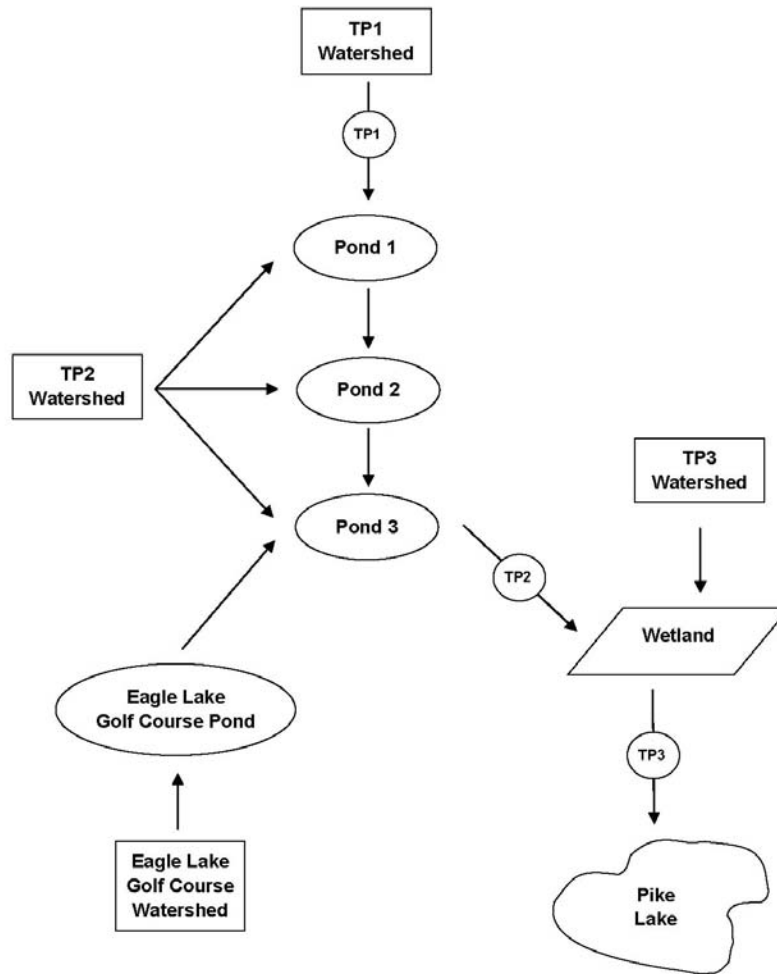 TP1
Watershed
TP1
Pond 1
TP2
Watershed
Pond 2
TP3
Watershed
Pond 3
TP2
Wetland
Eagle Lake
Golf Course Pond
TP3
Eagle Lake
Golf Course
Watershed
Pike
Lake